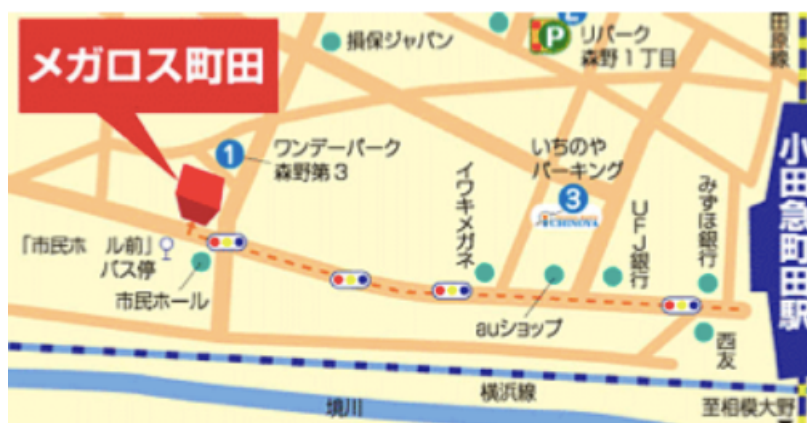 メガロス町田
損保ジャパン
P
リパーク
森野1丁目
田原線
1
ワンデーパーク
森野第3
いちのや
パーキング
3
ICHINOYA
イワキメガネ
UFJ銀行
みずほ銀行
小田急町田駅
「市民ホール前」
バス停
市民ホール
auショップ
西友
横浜線
境川
至相模大野